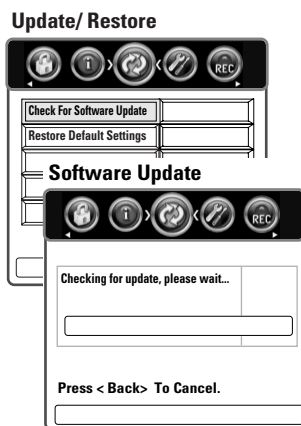 Update/ Restore
REC
Check For Software Update
Restore Default Settings
Software Update
REC
Checking for update, please wait...
Press < Back> To Cancel.